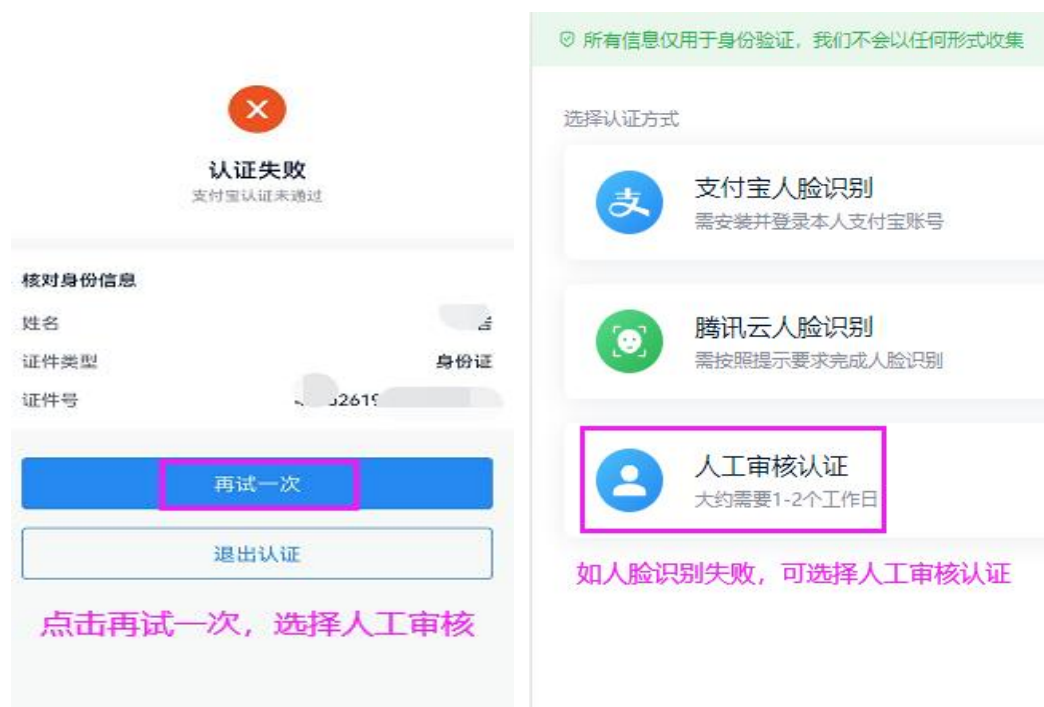 认证失败
支付宝认证未通过
核对身份信息
姓名
证件类型 身份证
证件号 2619
再试一次
退出认证
点击再试一次，选择人工审核
所有信息仅用于身份验证，我们不会以任何形式收集
选择认证方式
支
支付宝人脸识别
需安装并登录本人支付宝账号
腾讯云人脸识别
需按照提示要求完成人脸识别
人工审核认证
大约需要1-2个工作日
如人脸识别失败，可选择人工审核认证